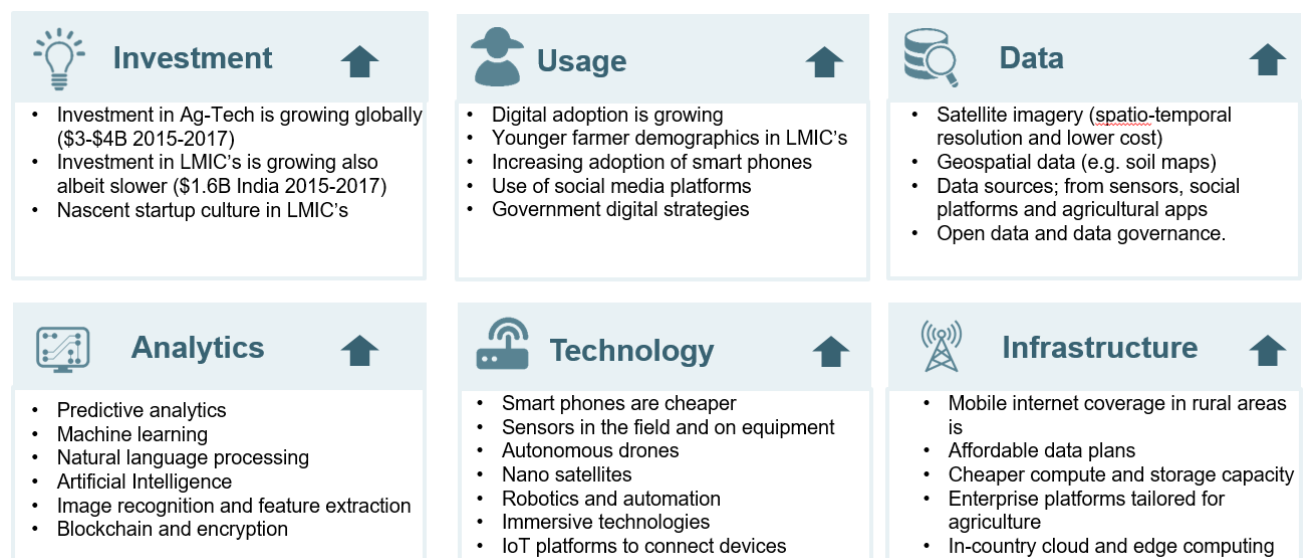 Investment
• Investment in Ag-Tech is growing globally
($3-$4B 2015-2017)
• Investment in LMIC's is growing also
albeit slower ($1.6B India 2015-2017)
• Nascent startup culture in LMIC's
Usage
• Digital adoption is growing
• Younger farmer demographics in LMIC's
• Increasing adoption of smart phones
• Use of social media platforms
• Government digital strategies
Data
• Satellite imagery (spatio-temporal
resolution and lower cost)
• Geospatial data (e.g. soil maps)
• Data sources; from sensors, social
platforms and agricultural apps
• Open data and data governance.
Analytics
• Predictive analytics
• Machine learning
• Natural language processing
• Artificial Intelligence
• Image recognition and feature extraction
• Blockchain and encryption
Technology
• Smart phones are cheaper
• Sensors in the field and on equipment
• Autonomous drones
• Nano satellites
• Robotics and automation
• Immersive technologies
• IoT platforms to connect devices
Infrastructure
• Mobile internet coverage in rural areas
is
• Affordable data plans
• Cheaper compute and storage capacity
• Enterprise platforms tailored for
agriculture
• In-country cloud and edge computing